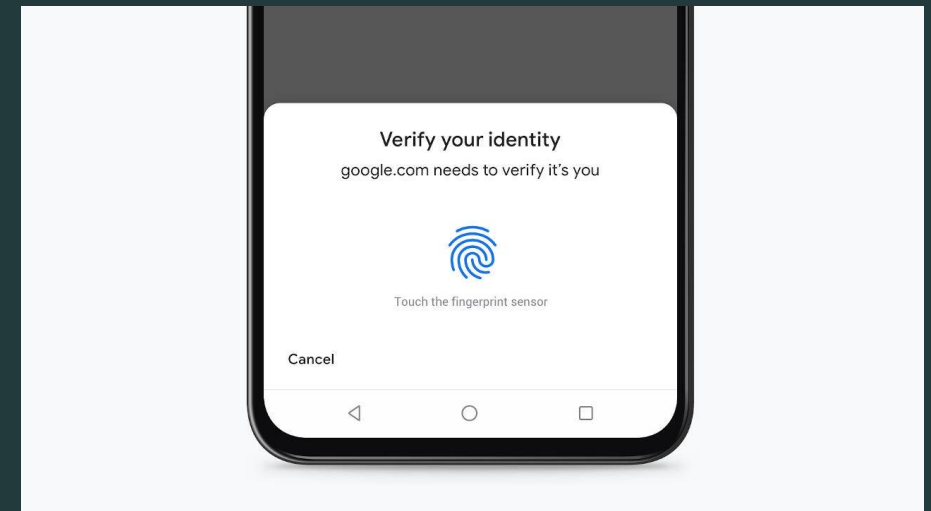 Verify your identity
google.com needs to verify it's you
Touch the fingerprint sensor
Cancel